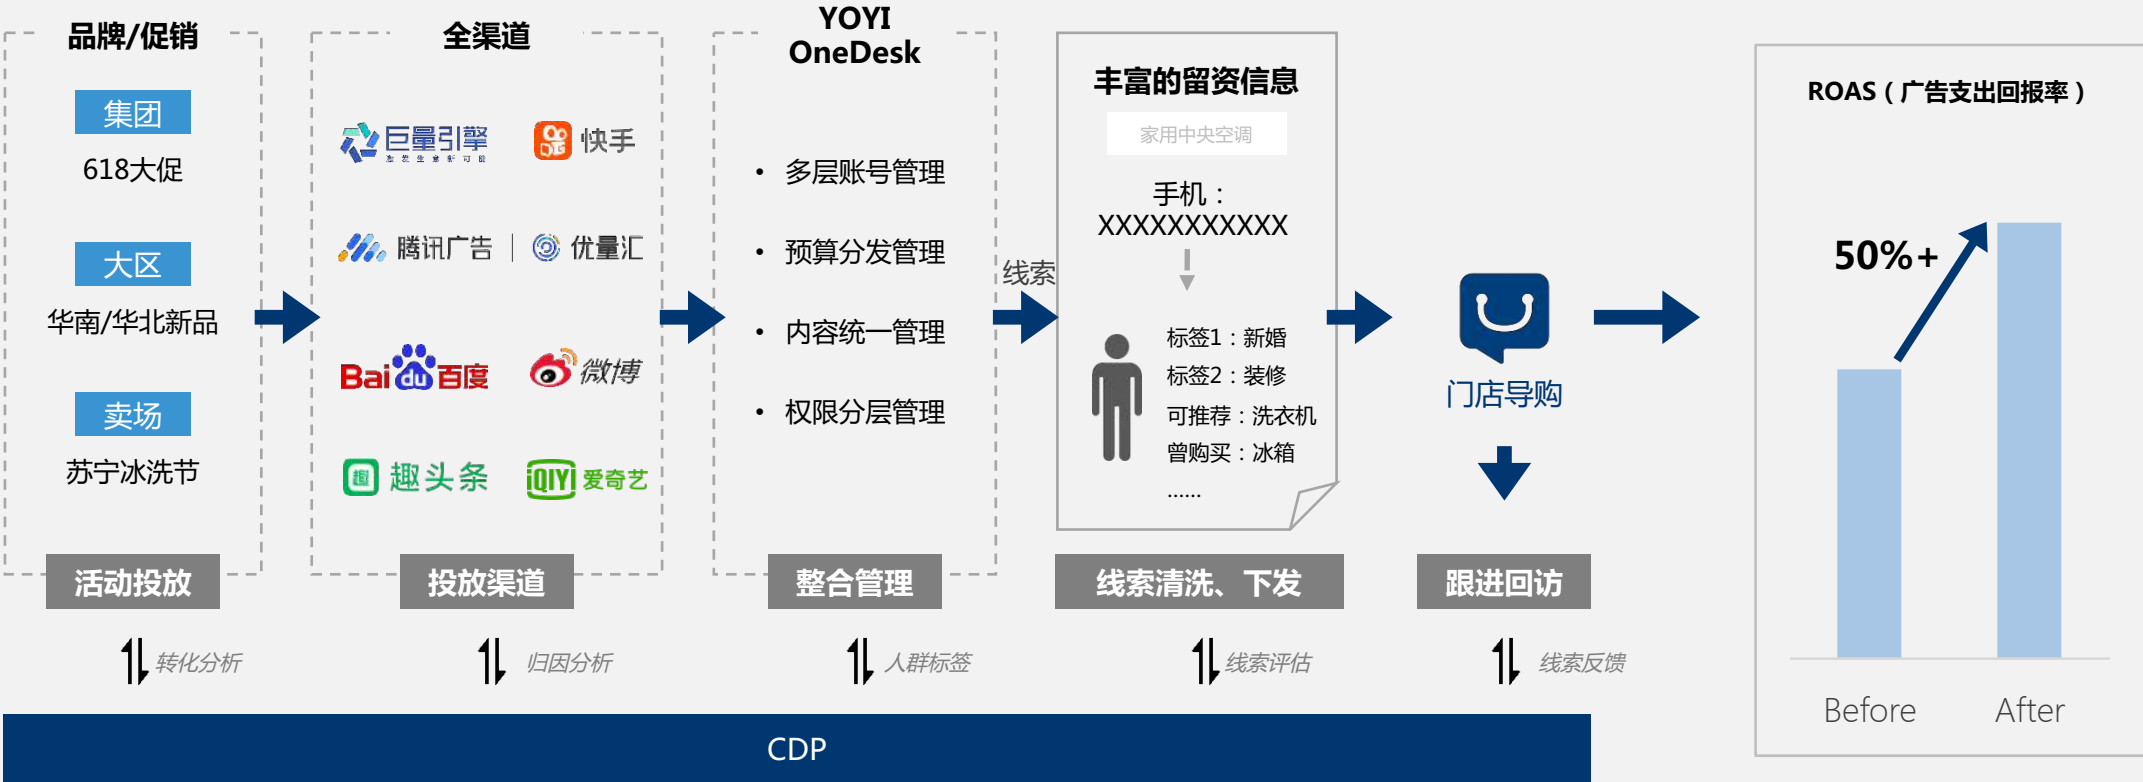 品牌/促销
集团
618大促
大区
华南/华北新品
卖场
苏宁冰洗节
活动投放
全渠道
巨量引擎
激发生意新可能
快手
腾讯广告 | 优量汇
Bai du 百度
微博
趣头条
iQIYI 爱奇艺
投放渠道
YOYI
OneDesk
• 多层账号管理
• 预算分发管理
• 内容统一管理
• 权限分层管理
整合管理
线索
丰富的留资信息
家用中央空调
手机：
XXXXXXXXXXX
标签1：新婚
标签2：装修
可推荐：洗衣机
曾购买：冰箱
......
线索清洗、下发
门店导购
跟进回访
转化分析
归因分析
人群标签
线索评估
线索反馈
CDP
ROAS（广告支出回报率）
50%+
Before
After